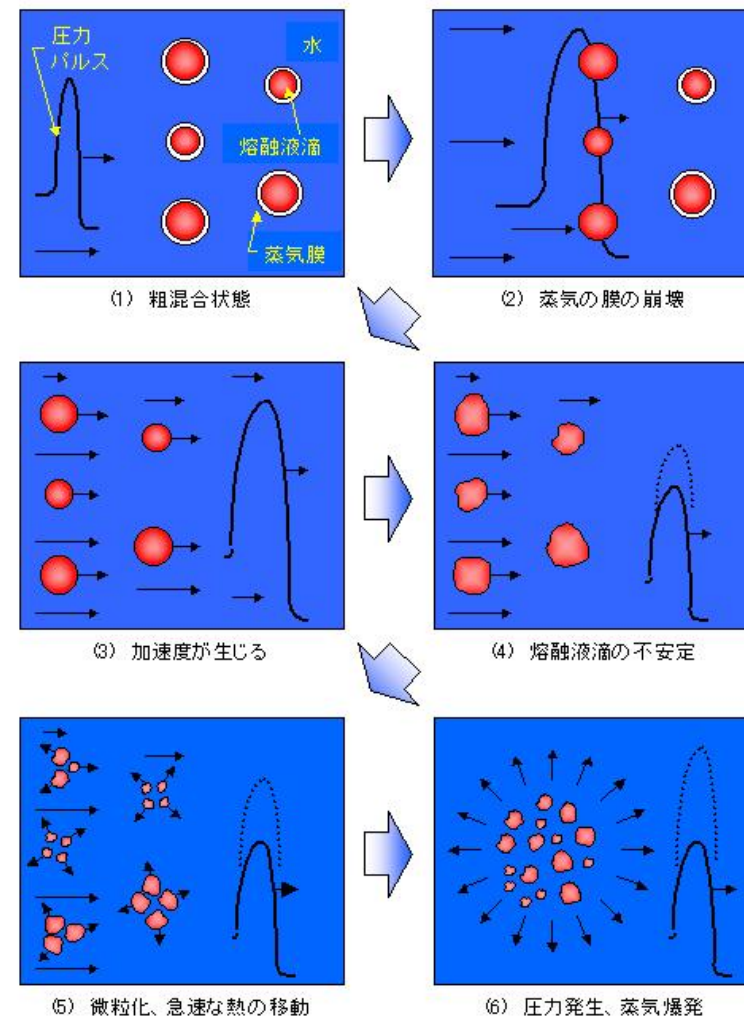 圧力
パルス
水
熔融液滴
蒸気膜
(1) 粗混合状態
(2) 蒸気の膜の崩壊
(3) 加速度が生じる
(4) 熔融液滴の不安定
(5) 微粒化、急速な熱の移動
(6) 圧力発生、蒸気爆発